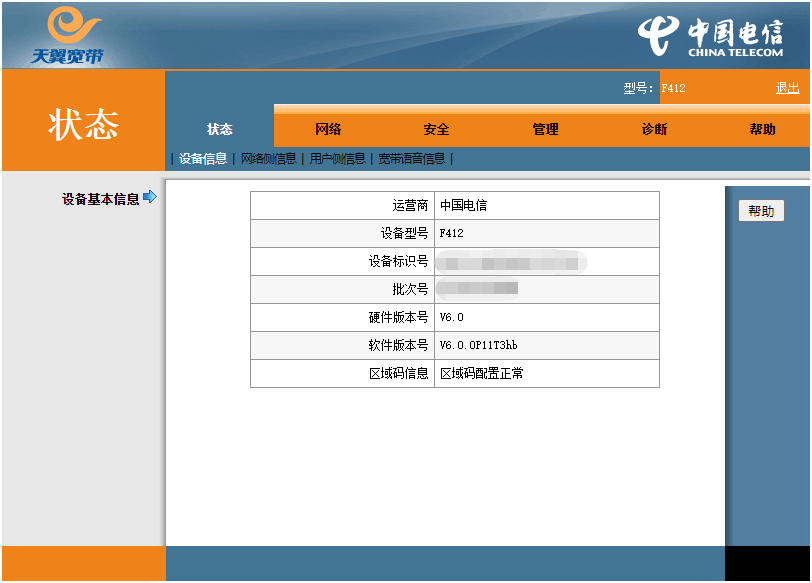 天翼宽带
中国电信
CHINA TELECOM
型号： F412 退出
状态
状态 网络 安全 管理 诊断 帮助
| 设备信息 | 网络侧信息 | 用户侧信息 | 宽带语音信息 |
设备基本信息
帮助
运营商 中国电信
设备型号 F412
设备标识号
批次号
硬件版本号 V6.0
软件版本号 V6.0.0P11T3hb
区域码信息 区域码配置正常